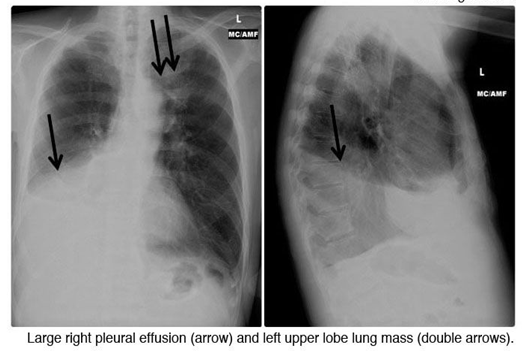 L
MC/AMF
L
MC/AMF
Large right pleural effusion (arrow) and left upper lobe lung mass (double arrows).